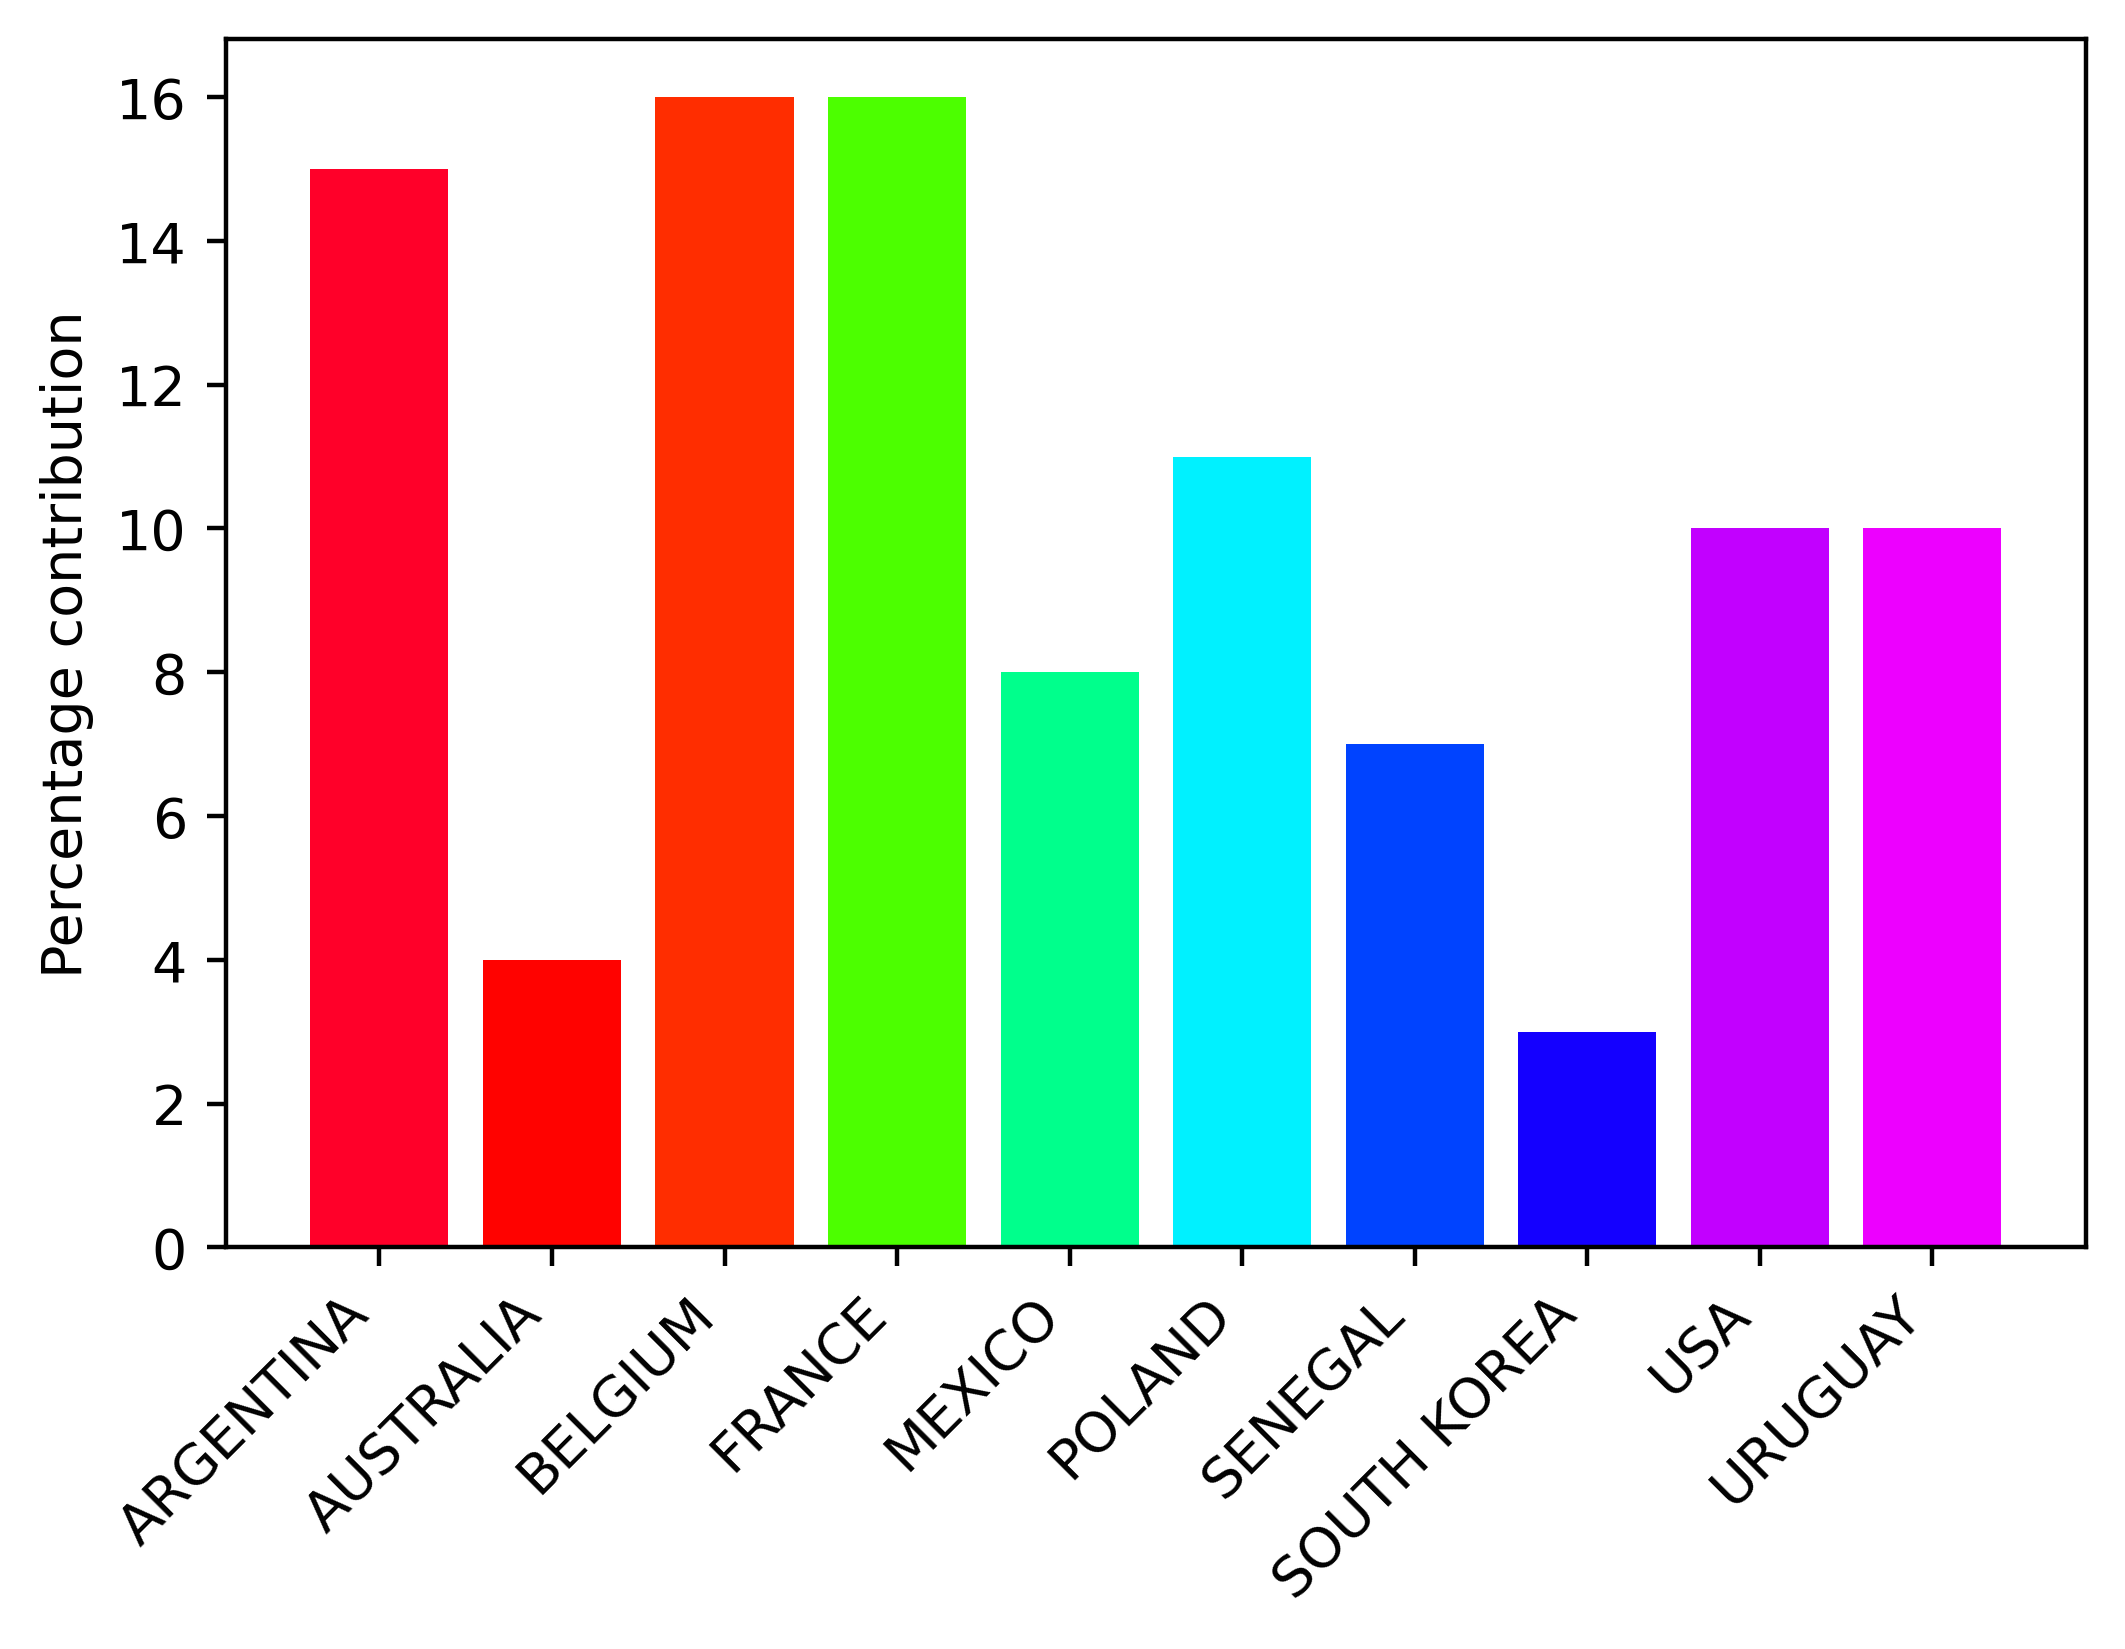 Percentage contribution
16
14
12
10
8
6
4
2
0
ARGENTINA
AUSTRALIA
BELGIUM
FRANCE
MEXICO
POLAND
SENEGAL
SOUTH KOREA
USA
URUGUAY